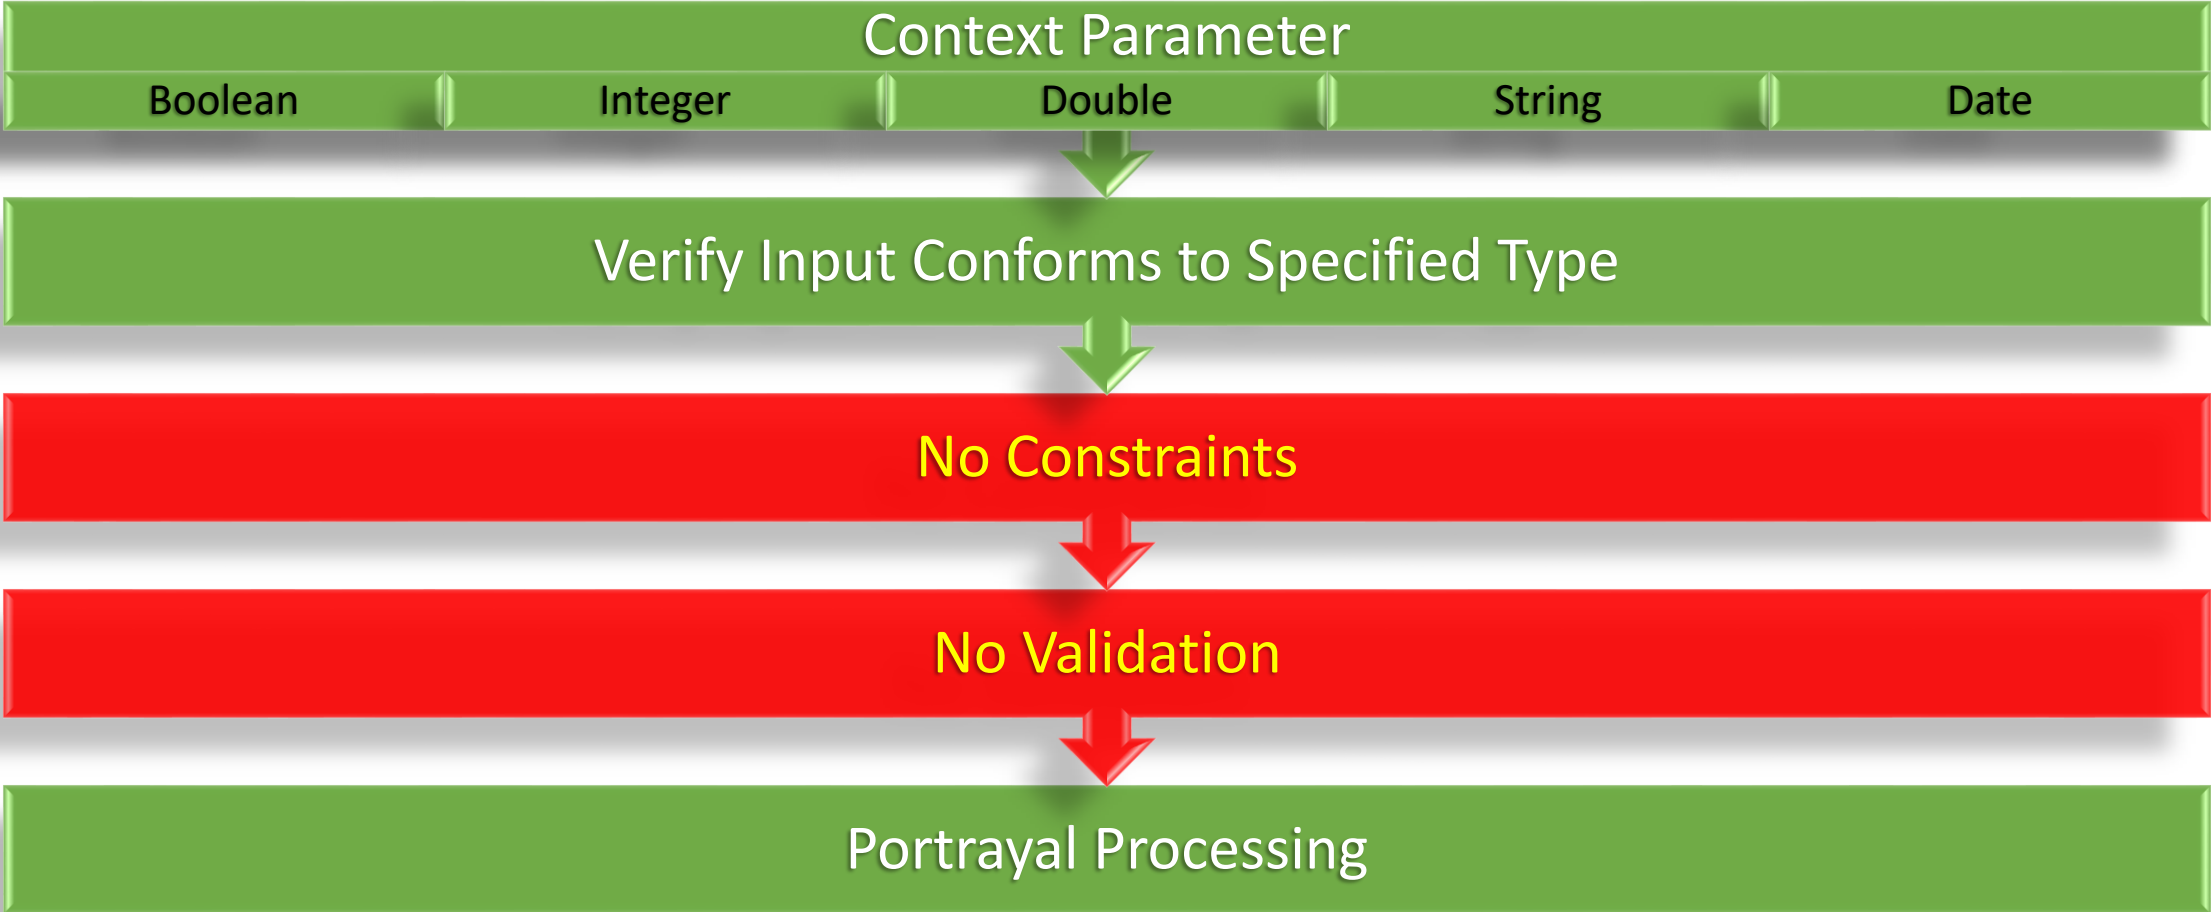 Context Parameter
Boolean Integer Double String Date
Verify Input Conforms to Specified Type
No Constraints
No Validation
Portrayal Processing